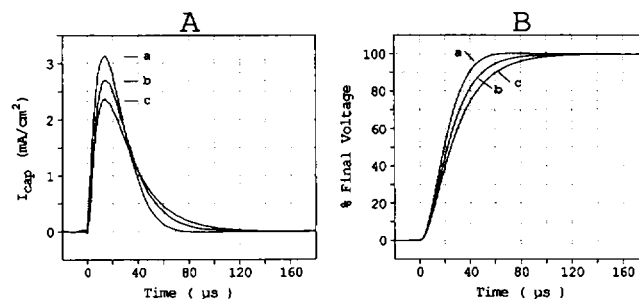 A
I_cap (mA/cm²)
3
2
1
0
a
b
c
0 40 80 120 160
Time ( µs )
B
% Final Voltage
100
80
60
40
20
0
a
b
c
0 40 80 120 160
Time ( µs )